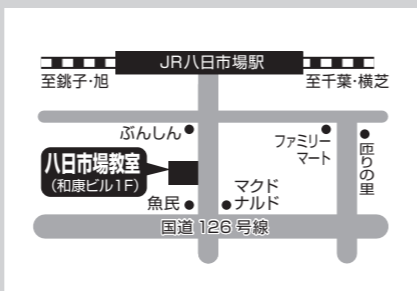 JR八日市場駅
至銚子・旭
至千葉・横芝
ぶんしん
ファミリー
マート
匝りの里
八日市場教室
(和康ビル1F)
魚民
マクド
ナルド
国道126号線